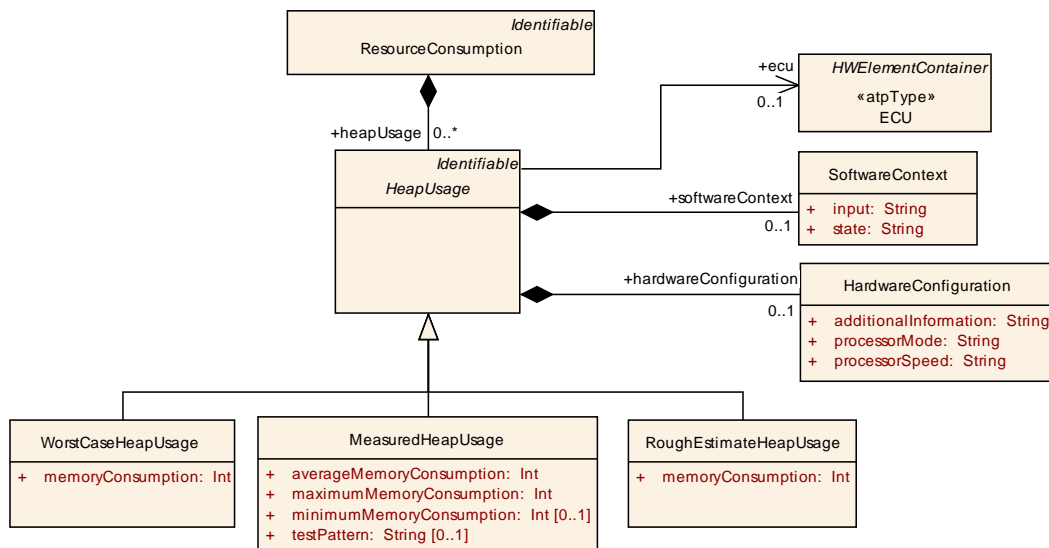 Identifiable
ResourceConsumption
+heapUsage 0..*
+ecu
0..1
HWElementContainer
«atpType»
ECU
Identifiable
HeapUsage
+softwareContext
0..1
SoftwareContext
+ input: String
+ state: String
+hardwareConfiguration
0..1
HardwareConfiguration
+ additionalInformation: String
+ processorMode: String
+ processorSpeed: String
WorstCaseHeapUsage
+ memoryConsumption: Int
MeasuredHeapUsage
+ averageMemoryConsumption: Int
+ maximumMemoryConsumption: Int
+ minimumMemoryConsumption: Int [0..1]
+ testPattern: String [0..1]
RoughEstimateHeapUsage
+ memoryConsumption: Int